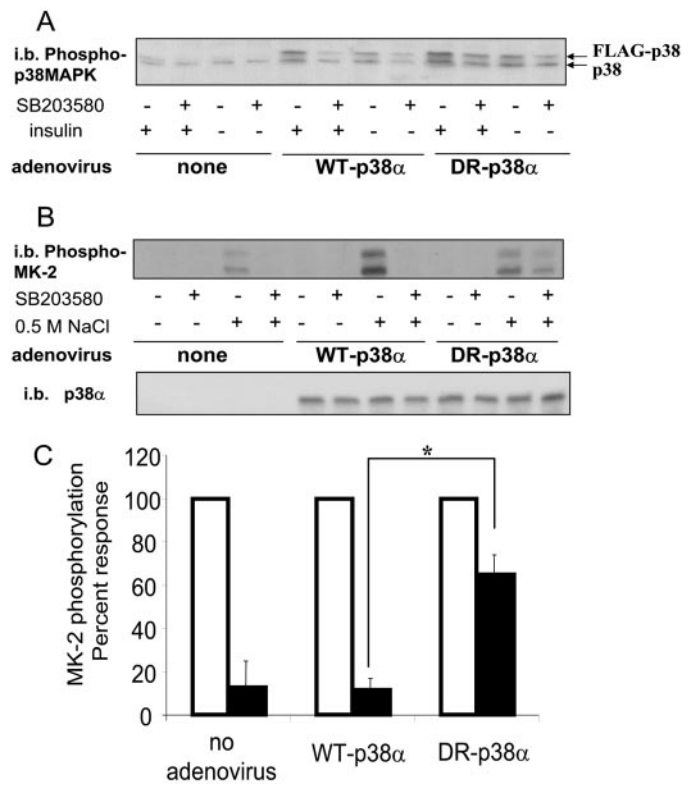 A
i.b. Phospho-
p38MAPK
FLAG-p38
p38
SB203580 - + - + - + - + - + - +
insulin + + - - + + - - + + - -
adenovirus none WT-p38α DR-p38α
B
i.b. Phospho-
MK-2
SB203580 - + - + - + - + - + - +
0.5 M NaCl - - + + - - + + - - + +
adenovirus none WT-p38α DR-p38α
i.b. p38α
C
MK-2 phosphorylation
Percent response
120
100
80
60
40
20
0
*
no
adenovirus
WT-p38α
DR-p38α